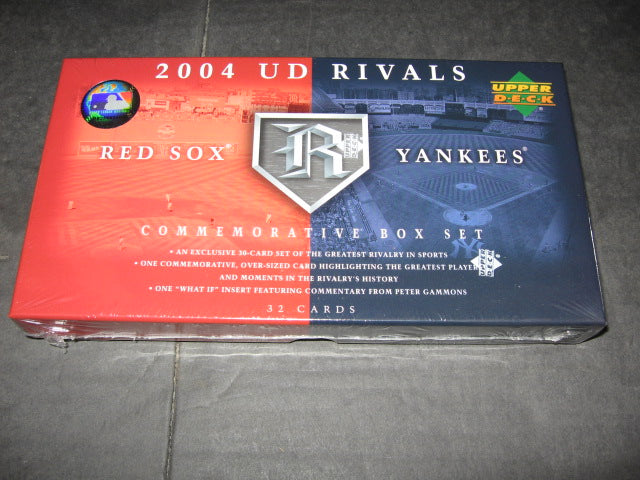 2004 UD RIVALS
UPPER
DECK
RED SOX®
R
YANKEES®
COMMEMORATIVE BOX SET
• AN EXCLUSIVE 30-CARD SET OF THE GREATEST RIVALRY IN SPORTS
• ONE COMMEMORATIVE, OVER-SIZED CARD HIGHLIGHTING THE GREATEST PLAYER
AND MOMENTS IN THE RIVALRY'S HISTORY
• ONE "WHAT IF" INSERT FEATURING COMMENTARY FROM PETER GAMMONS
32 CARDS